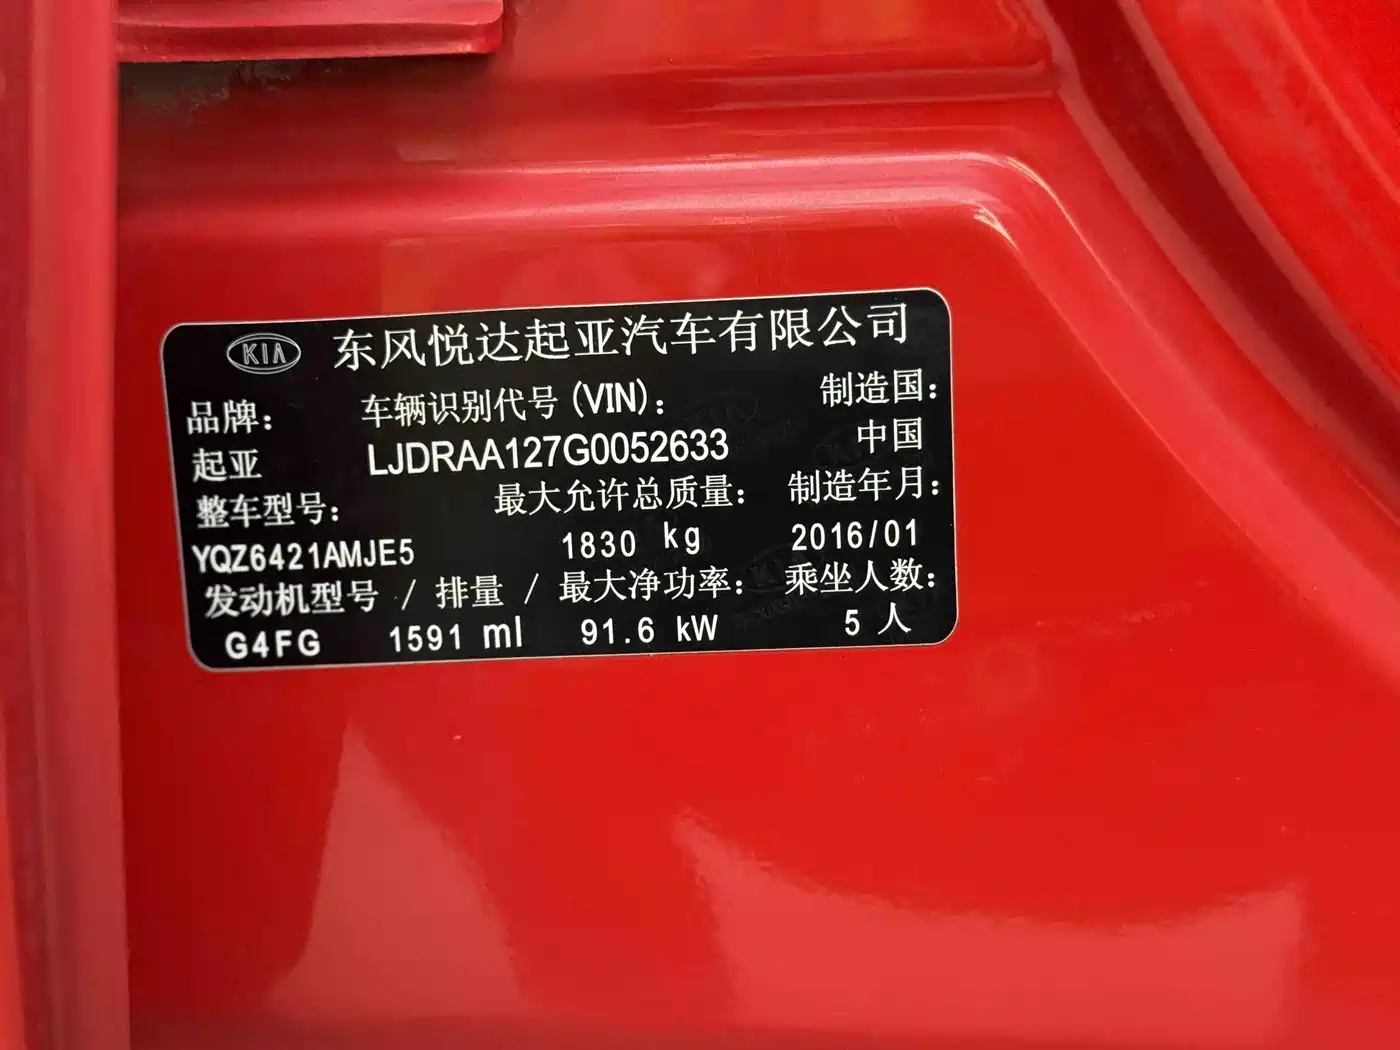 KIA 东风悦达起亚汽车有限公司
品牌： 车辆识别代号(VIN)： 制造国：
起亚 LJDRAA127G0052633 中国
整车型号： 最大允许总质量： 制造年月：
YQZ6421AMJE5 1830 kg 2016/01
发动机型号 / 排量 / 最大净功率： 乘坐人数：
G4FG 1591 ml 91.6 kW 5 人